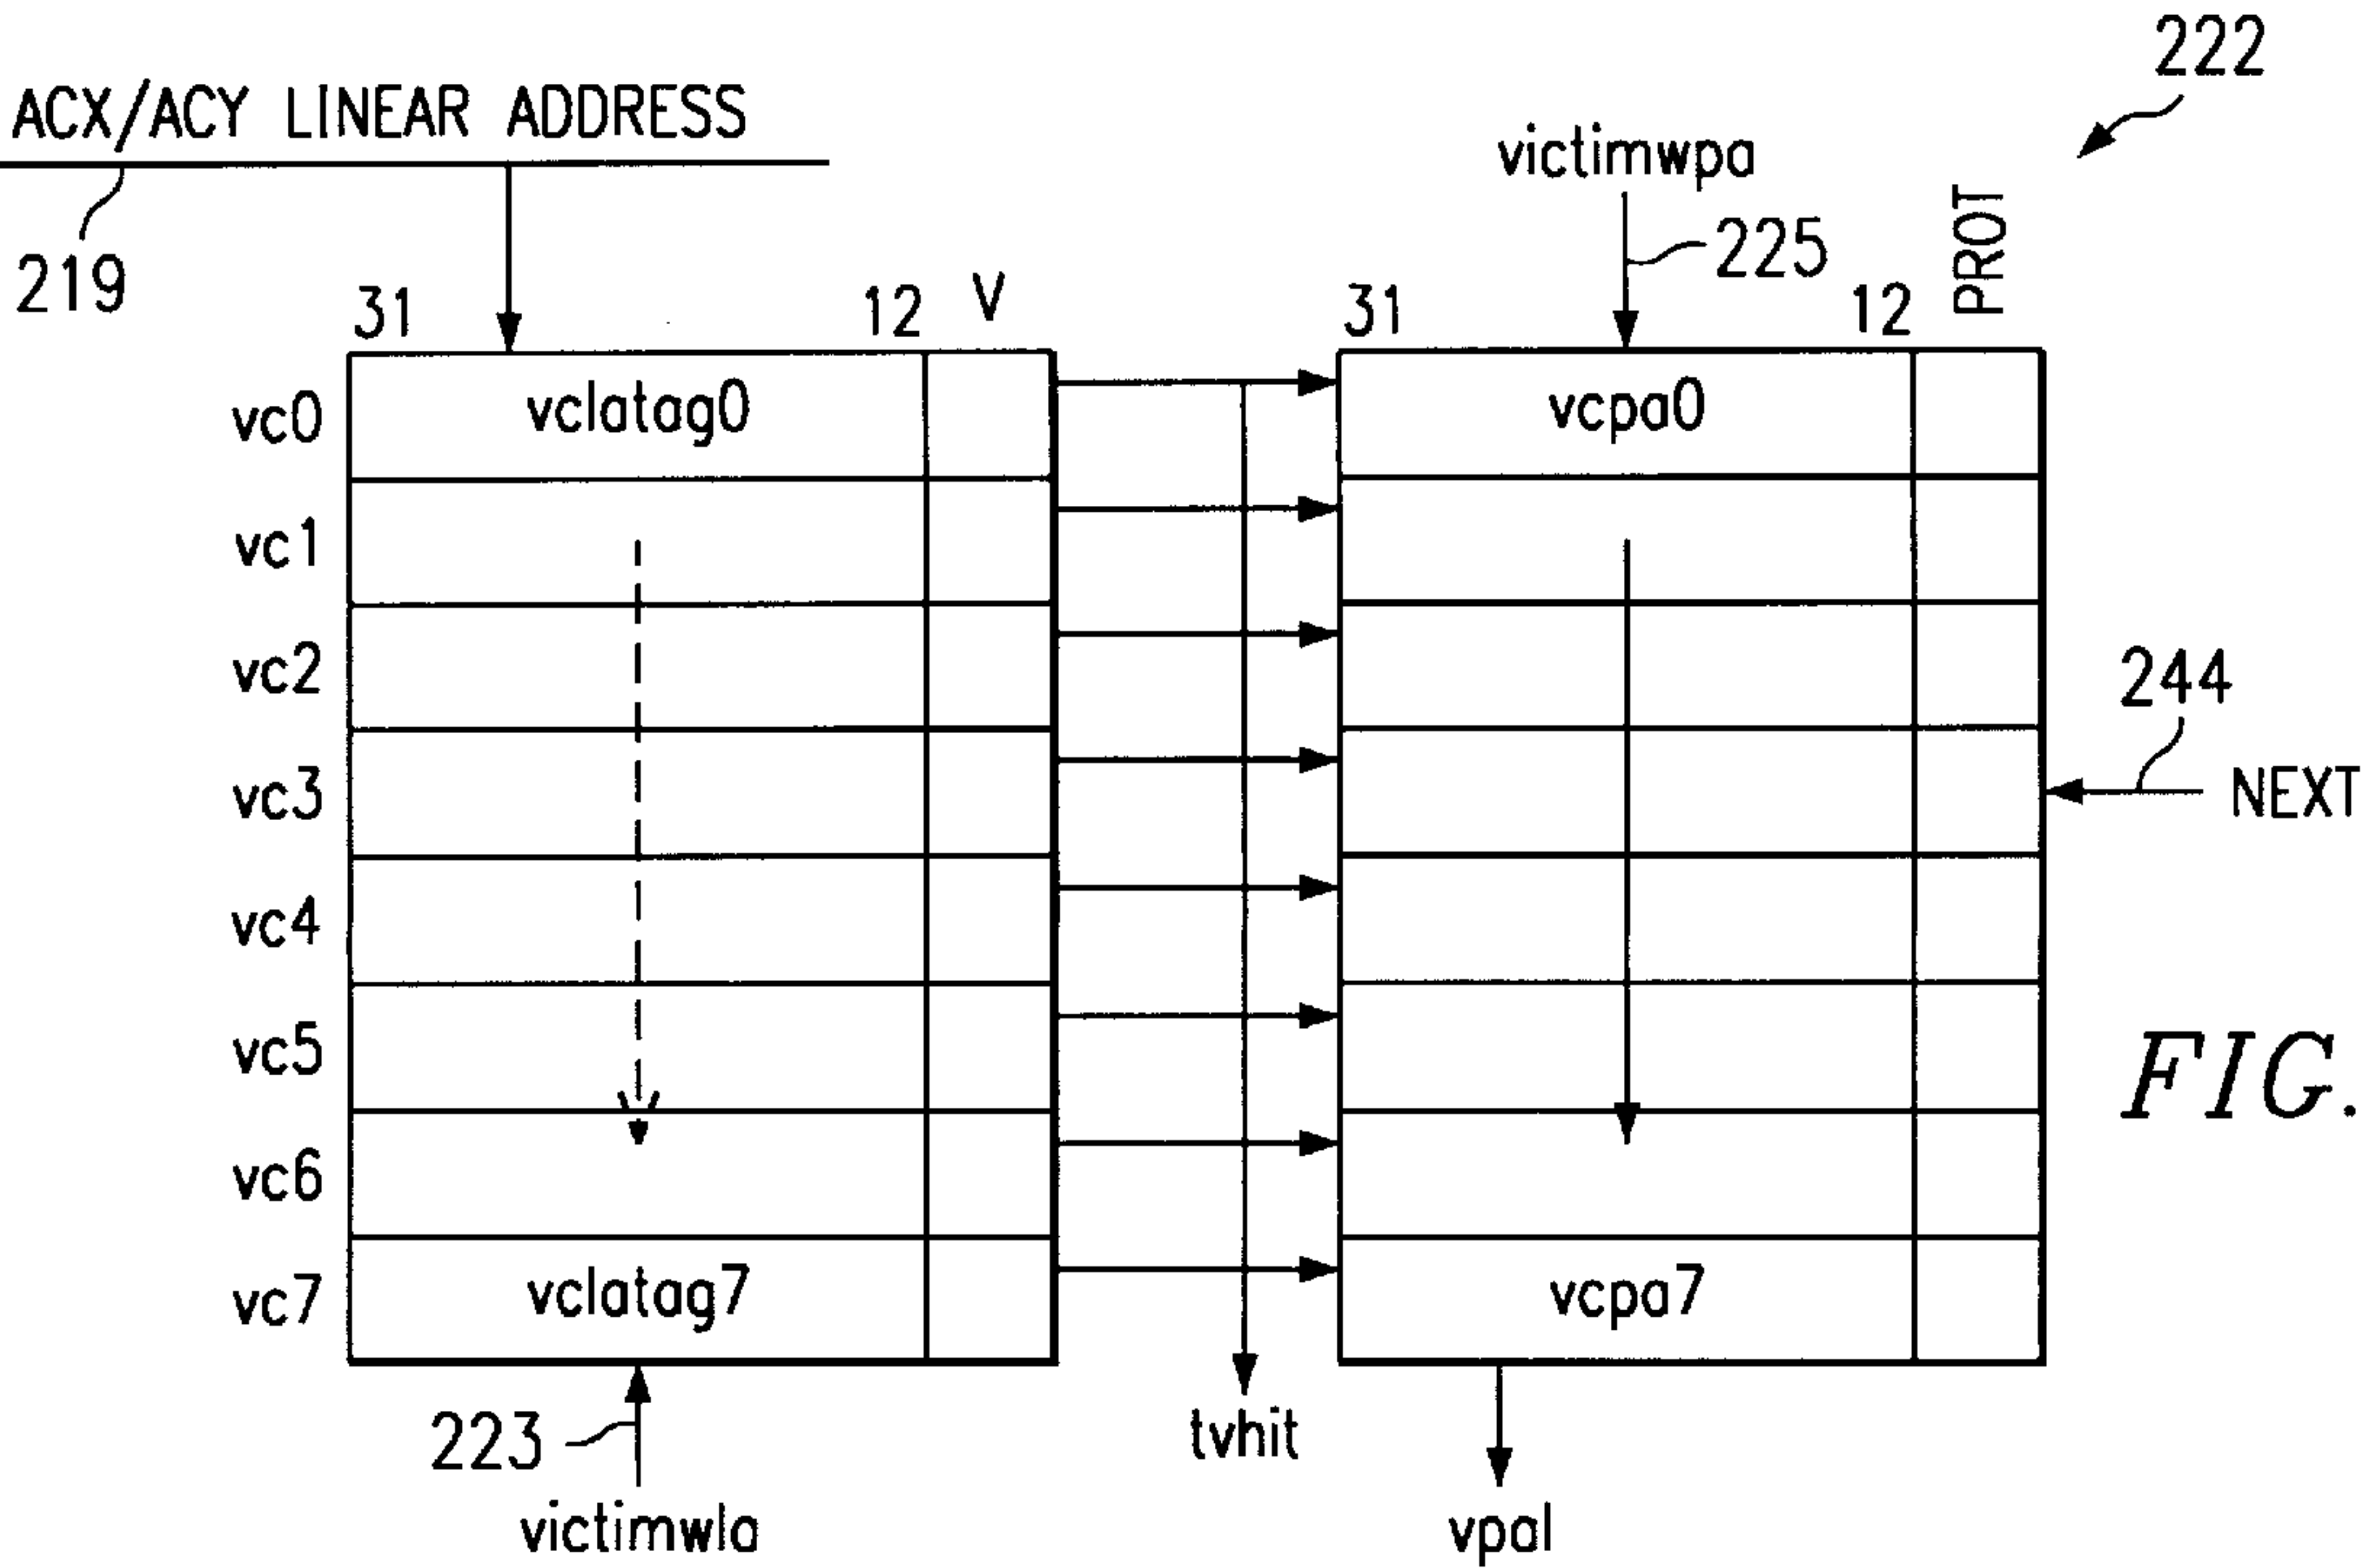 222
ACX/ACY LINEAR ADDRESS
victimwpa
219
225
PROT
31 12 V
31 12
vc0 vclatag0 vcpa0
vc1
vc2
244
vc3
NEXT
vc4
vc5
FIG.
vc6
vc7 vclatag7 vcpa7
223
tvhit
victimwla
vpal